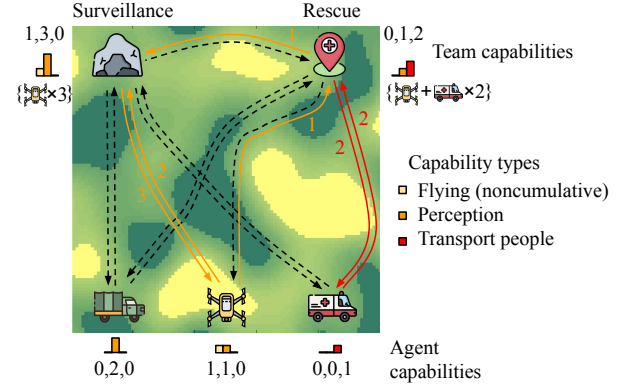 Surveillance
Rescue
1,3,0
0,1,2
1
Team capabilities
{ ×3}
{ + ×2}
1
2
2
2
3
Capability types
Flying (noncumulative)
Perception
Transport people
0,2,0
1,1,0
0,0,1
Agent
capabilities